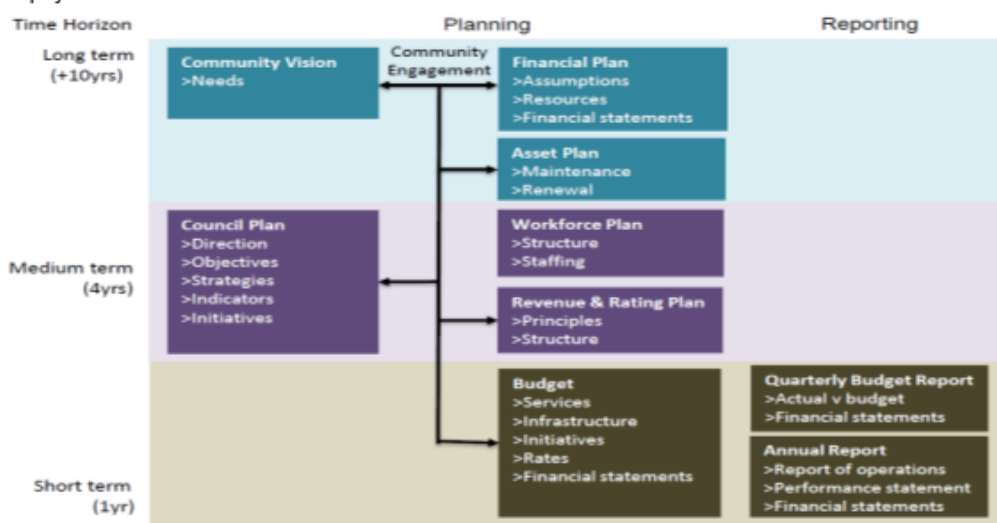 Time Horizon
Planning
Reporting
Long term
(+10yrs)
Community Vision
>Needs
Community
Engagement
Financial Plan
>Assumptions
>Resources
>Financial statements
Asset Plan
>Maintenance
>Renewal
Medium term
(4yrs)
Council Plan
>Direction
>Objectives
>Strategies
>Indicators
>Initiatives
Workforce Plan
>Structure
>Staffing
Revenue & Rating Plan
>Principles
>Structure
Short term
(1yr)
Budget
>Services
>Infrastructure
>Initiatives
>Rates
>Financial statements
Quarterly Budget Report
>Actual v budget
>Financial statements
Annual Report
>Report of operations
>Performance statement
>Financial statements